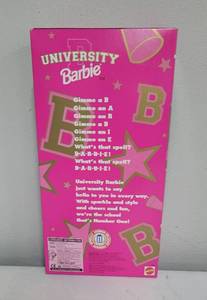 UNIVERSITY
Barbie
Gimme a B
Gimme an A
Gimme an R
Gimme a B
Gimme an I
Gimme an E
What's that spell?
B-A-R-B-I-E!
What's that spell?
B-A-R-B-I-E!
University Barbie
just wants to say
hello to you in every way.
With sparkle and style
and cheers and fun,
we're the school
that's Number One!
B
B
B
MATTEL